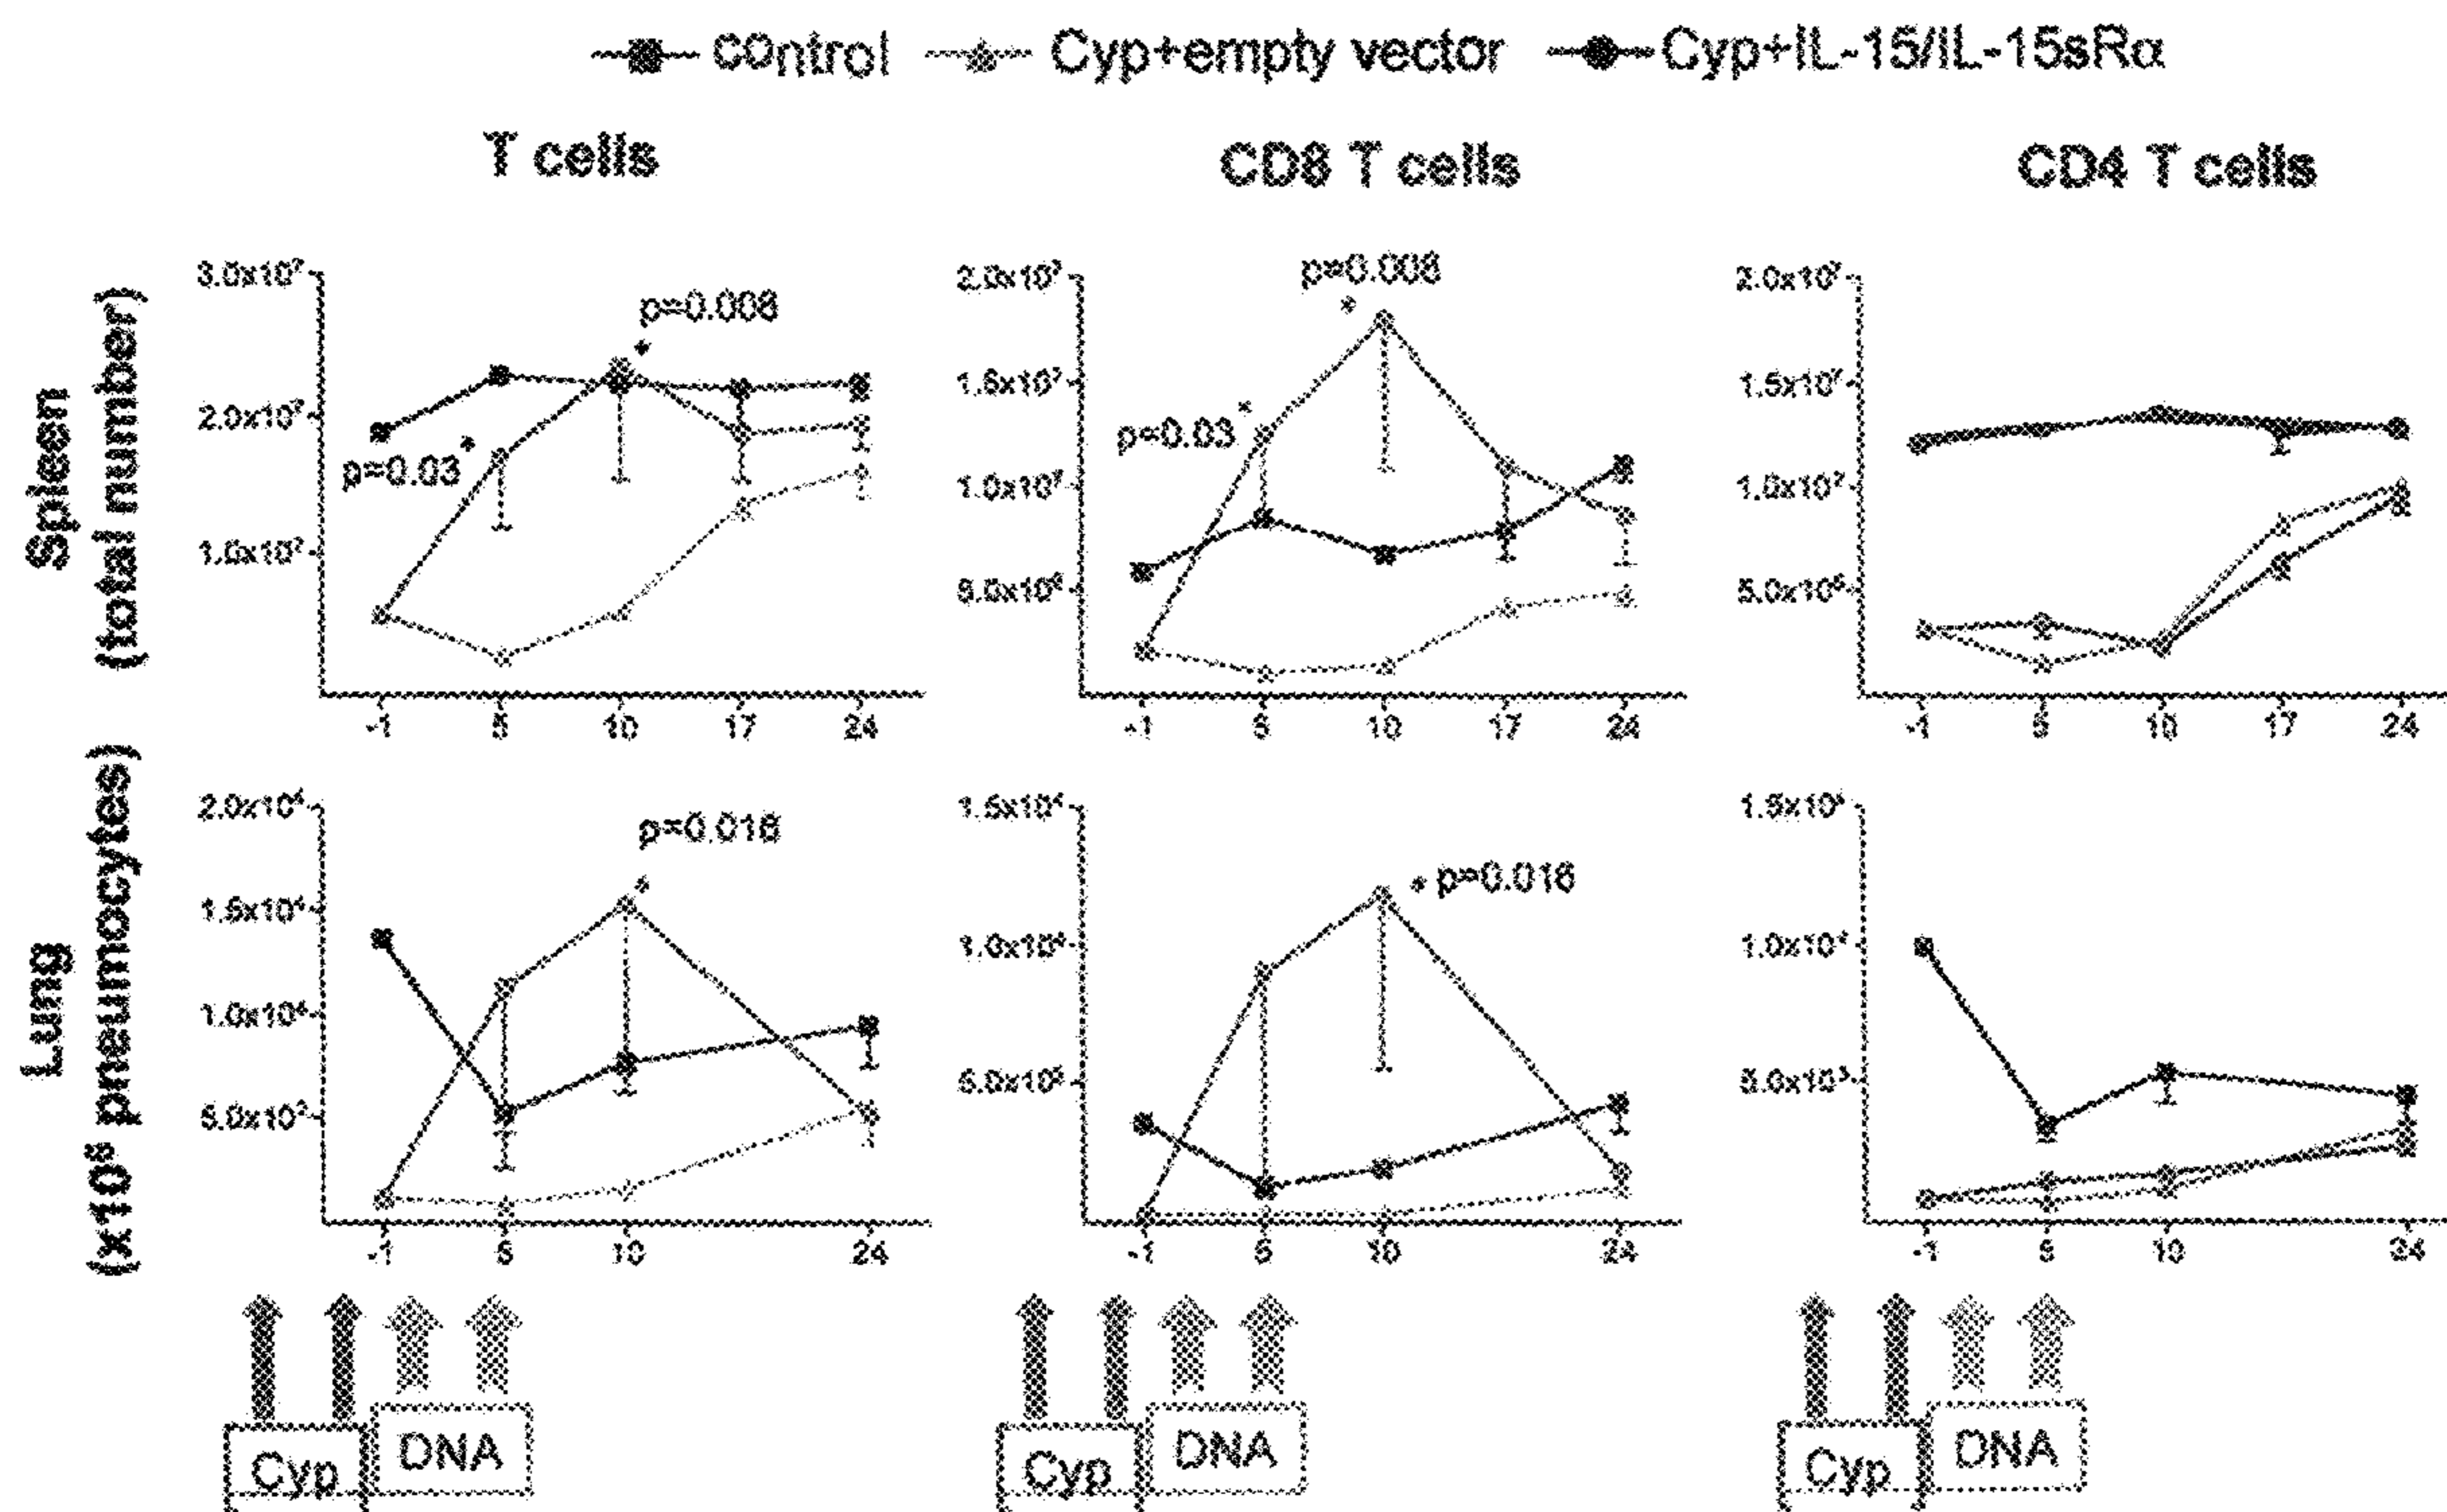 control Cyp+empty vector Cyp+IL-15/IL-15sRα
T cells CD8 T cells CD4 T cells
Spleen
(total number)
3.0x10⁷
2.0x10⁷
1.0x10⁷
p=0.03*
p=0.008
*
-1 5 10 17 24
2.0x10⁷
1.5x10⁷
1.0x10⁷
5.0x10⁶
p=0.03*
p=0.008
*
-1 5 10 17 24
2.0x10⁷
1.5x10⁷
1.0x10⁷
5.0x10⁶
-1 5 10 17 24
Lung
(x10⁵ pneumocytes)
2.0x10⁴
1.5x10⁴
1.0x10⁴
5.0x10³
p=0.016
*
-1 5 10 24
1.5x10⁴
1.0x10⁴
5.0x10³
* p=0.016
-1 5 10 24
1.5x10⁴
1.0x10⁴
5.0x10³
-1 5 10 24
Cyp DNA
Cyp DNA
Cyp DNA